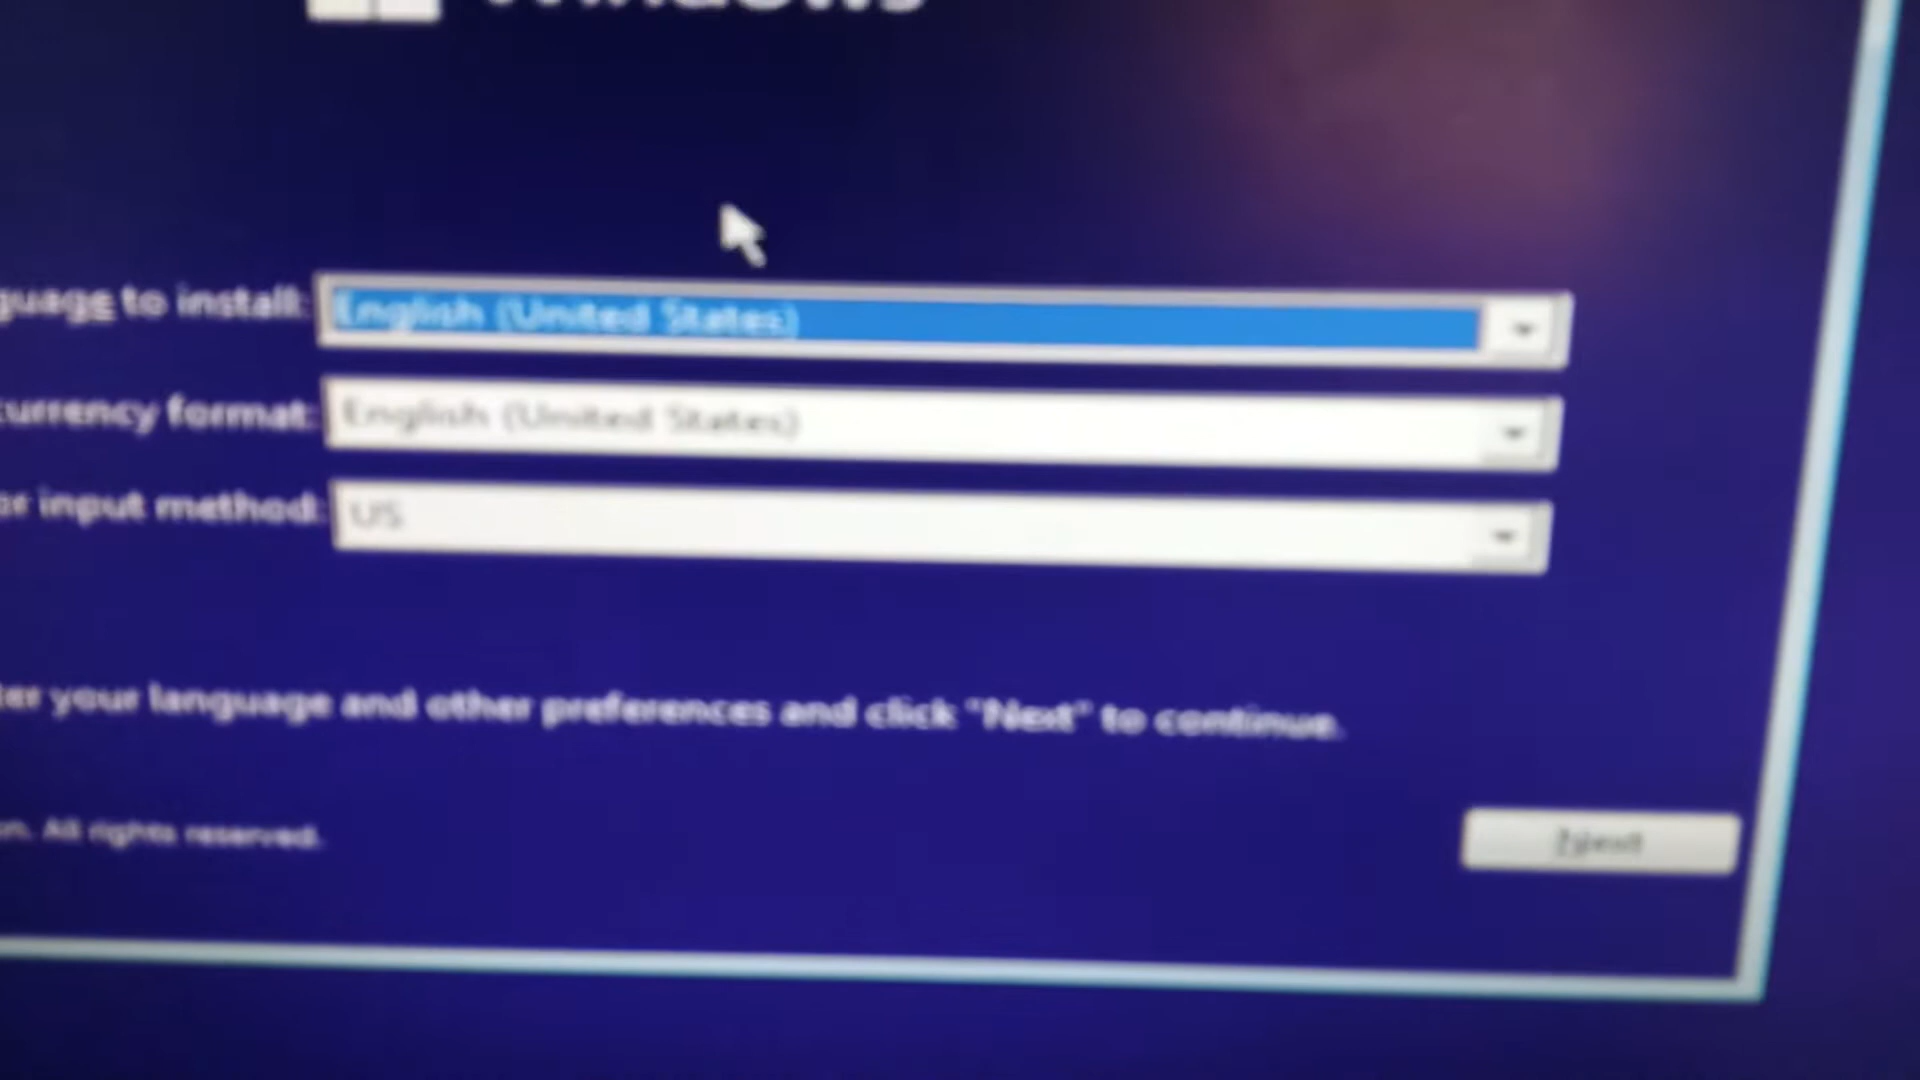 Windows
guage to install: English (United States)
currency format: English (United States)
or input method: US
ter your language and other preferences and click "Next" to continue.
on. All rights reserved.
Next